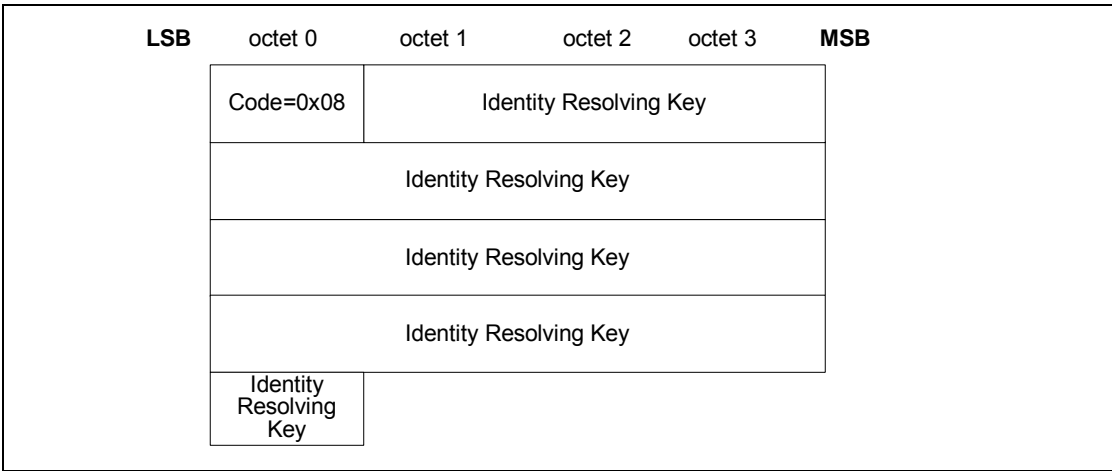 LSB octet 0 octet 1 octet 2 octet 3 MSB
Code=0x08 Identity Resolving Key
Identity Resolving Key
Identity Resolving Key
Identity Resolving Key
Identity
Resolving
Key